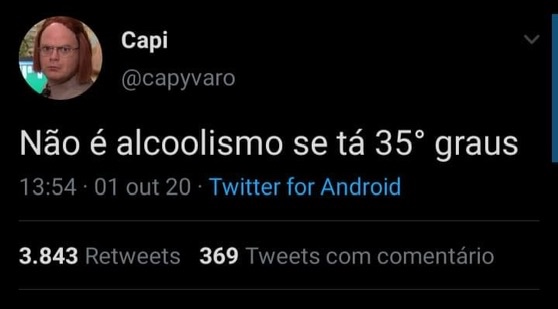 Capi
@capyvaro
Não é alcoolismo se tá 35° graus
13:54 · 01 out 20 · Twitter for Android
3.843 Retweets 369 Tweets com comentário